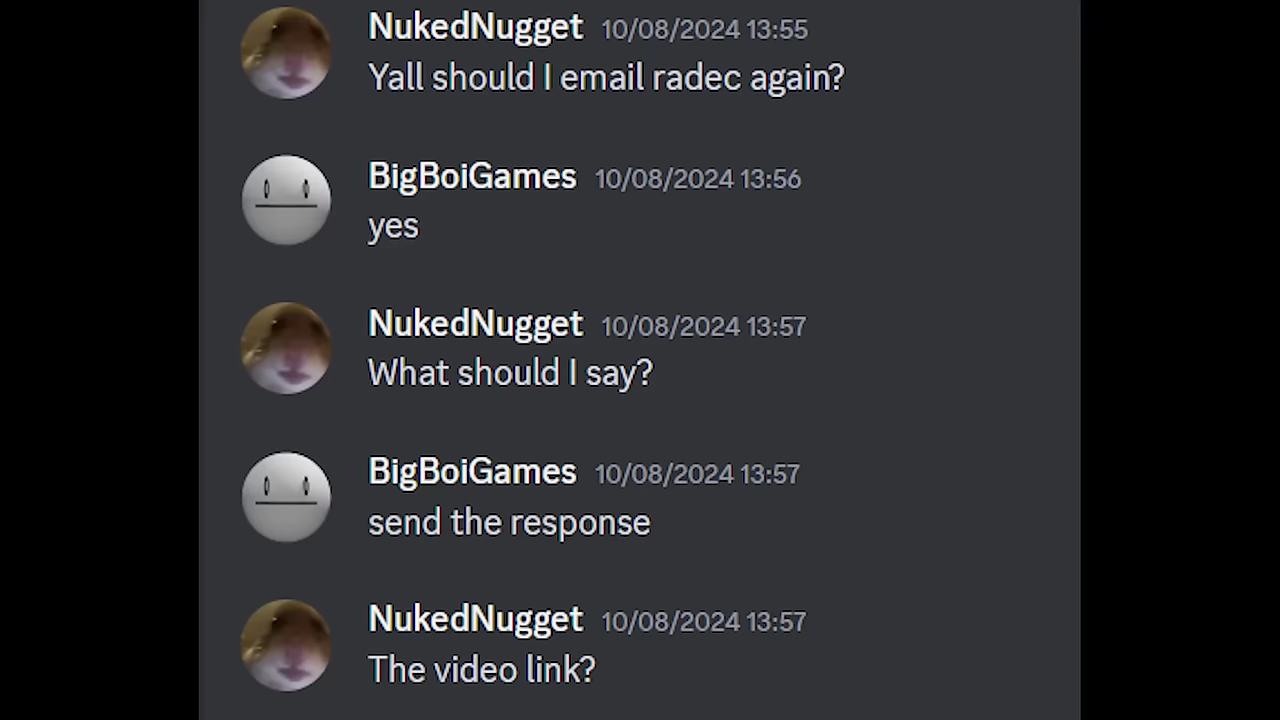 NukedNugget 10/08/2024 13:55
Yall should I email radec again?
BigBoiGames 10/08/2024 13:56
yes
NukedNugget 10/08/2024 13:57
What should I say?
BigBoiGames 10/08/2024 13:57
send the response
NukedNugget 10/08/2024 13:57
The video link?